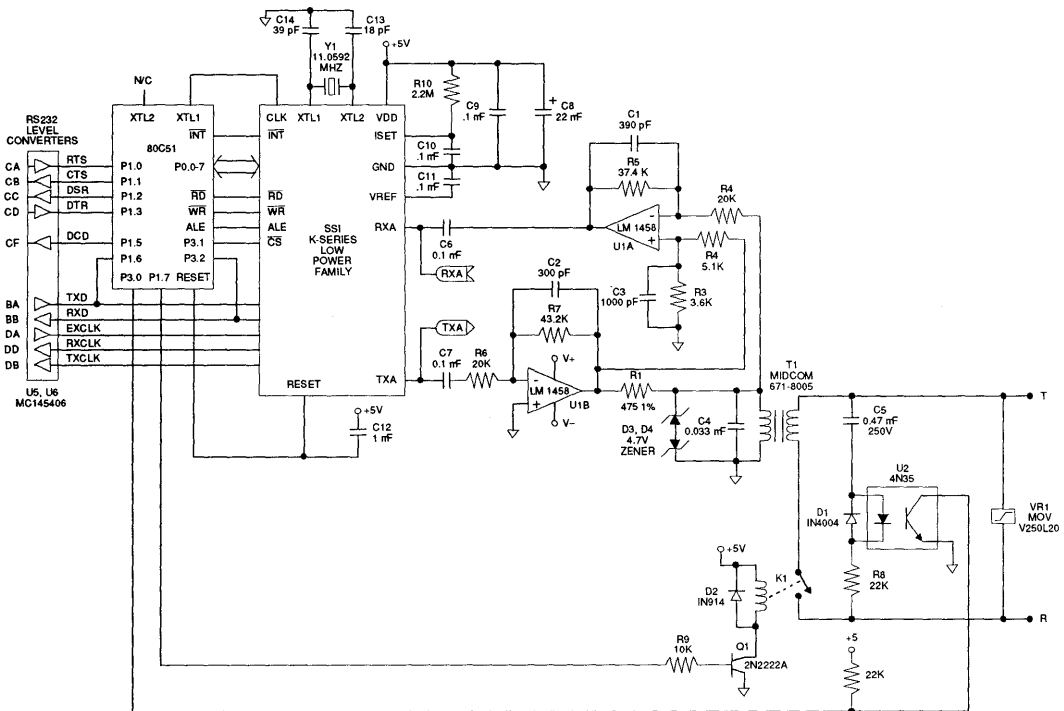 C14
39 pF
C13
18 pF
Y1
11.0592
MHZ
+5V
N/C
R10
2.2M
C9
.1 mF
C8
22 mF
+
C1
390 pF
XTL2
XTL1
CLK
XTL1
XTL2
VDD
RS232
LEVEL
CONVERTERS
INT
INT
ISET
80C51
C10
.1 mF
R5
37.4 K
CA
RTS
P1.0
P0.0-7
GND
CB
CTS
P1.1
C11
.1 mF
CC
DSR
P1.2
RD
RD
VREF
R4
20K
CD
DTR
P1.3
WR
WR
-
LM 1458
+
U1A
ALE
ALE
RXA
R4
5.1K
CF
DCD
P1.5
P3.1
CS
SSI
K-SERIES
LOW
POWER
FAMILY
C6
0.1 mF
P1.6
P3.2
RXA
C2
300 pF
C3
1000 pF
R3
3.6K
P3.0
P1.7
RESET
BA
TXD
R7
43.2K
BB
RXD
DA
EXCLK
TXA
DD
RXCLK
C7
0.1 mF
R6
20K
V+
T1
MIDCOM
671-8005
DB
TXCLK
TXA
-
LM 1458
+
U1B
V-
R1
475 1%
RESET
U5, U6
MC145406
+5V
C12
1 mF
D3, D4
4.7V
ZENER
C4
0.033 mF
C5
0.47 mF
250V
T
U2
4N35
D1
IN4004
VR1
MOV
V250L20
+5V
D2
IN914
K1
R8
22K
R
R9
10K
Q1
2N2222A
+5
22K